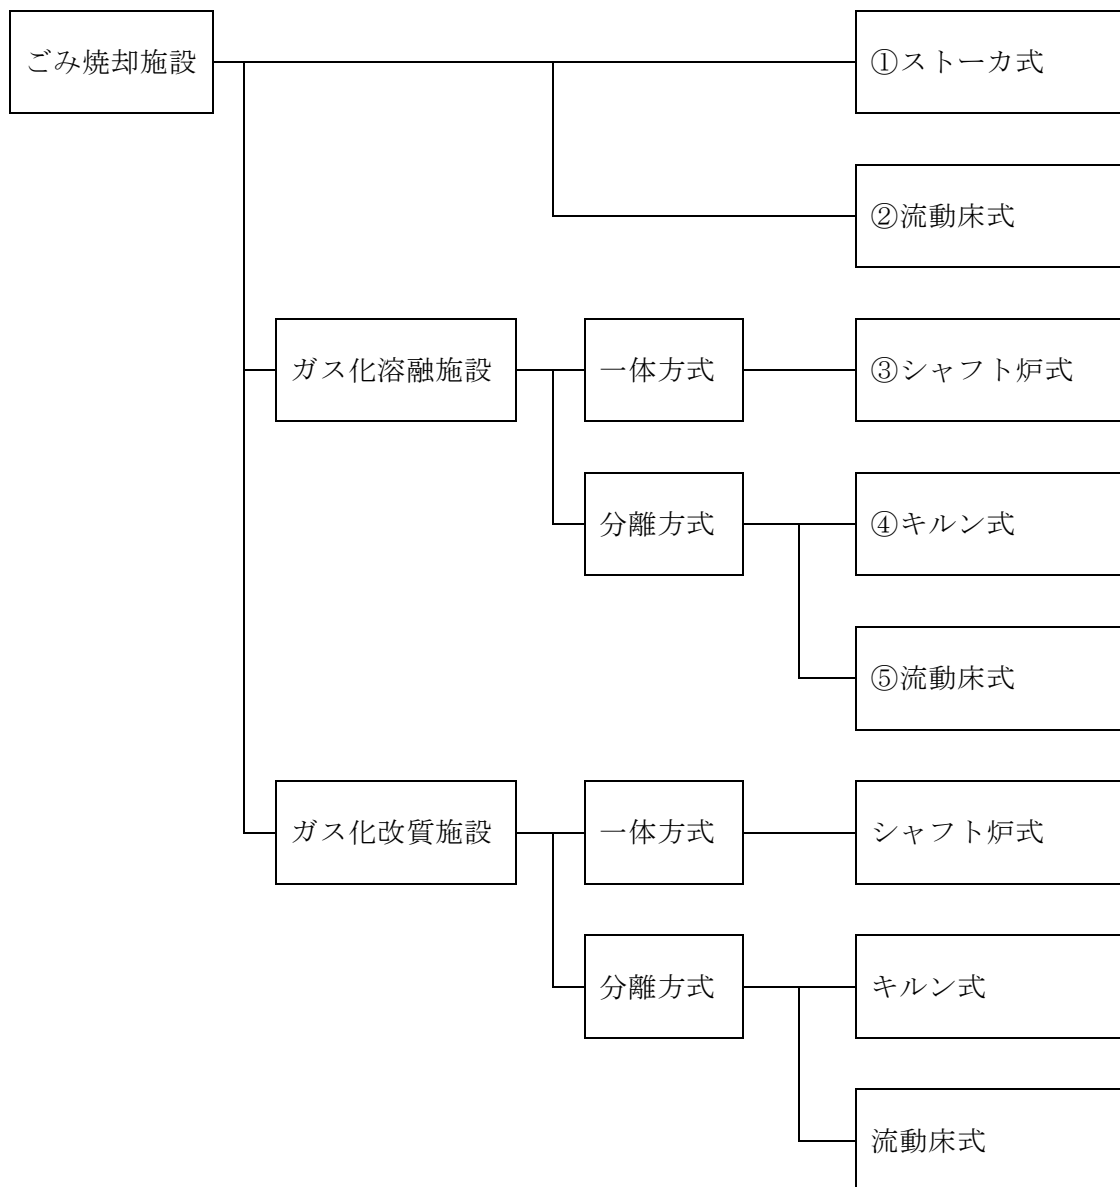 ごみ焼却施設
①ストーカ式
②流動床式
ガス化溶融施設
一体方式
③シャフト炉式
分離方式
④キルン式
⑤流動床式
ガス化改質施設
一体方式
シャフト炉式
分離方式
キルン式
流動床式